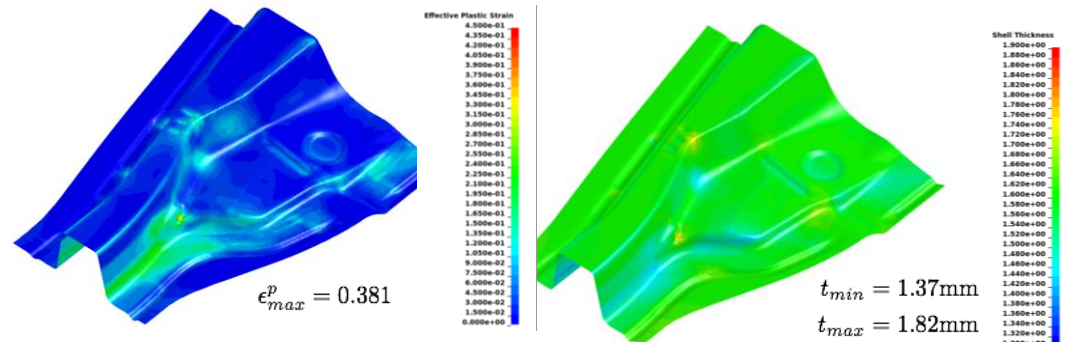 Effective Plastic Strain
4.500e-01
4.350e-01
4.200e-01
4.050e-01
3.900e-01
3.750e-01
3.600e-01
3.450e-01
3.300e-01
3.150e-01
3.000e-01
2.850e-01
2.700e-01
2.550e-01
2.400e-01
2.250e-01
2.100e-01
1.950e-01
1.800e-01
1.650e-01
1.500e-01
1.350e-01
1.200e-01
1.050e-01
9.000e-02
7.500e-02
6.000e-02
4.500e-02
3.000e-02
1.500e-02
0.000e+00
ϵ^p_{max} = 0.381
Shell Thickness
1.900e+00
1.880e+00
1.860e+00
1.840e+00
1.820e+00
1.800e+00
1.780e+00
1.760e+00
1.740e+00
1.720e+00
1.700e+00
1.680e+00
1.660e+00
1.640e+00
1.620e+00
1.600e+00
1.580e+00
1.560e+00
1.540e+00
1.520e+00
1.500e+00
1.480e+00
1.460e+00
1.440e+00
1.420e+00
1.400e+00
1.380e+00
1.360e+00
1.340e+00
1.320e+00
t_{min} = 1.37mm
t_{max} = 1.82mm